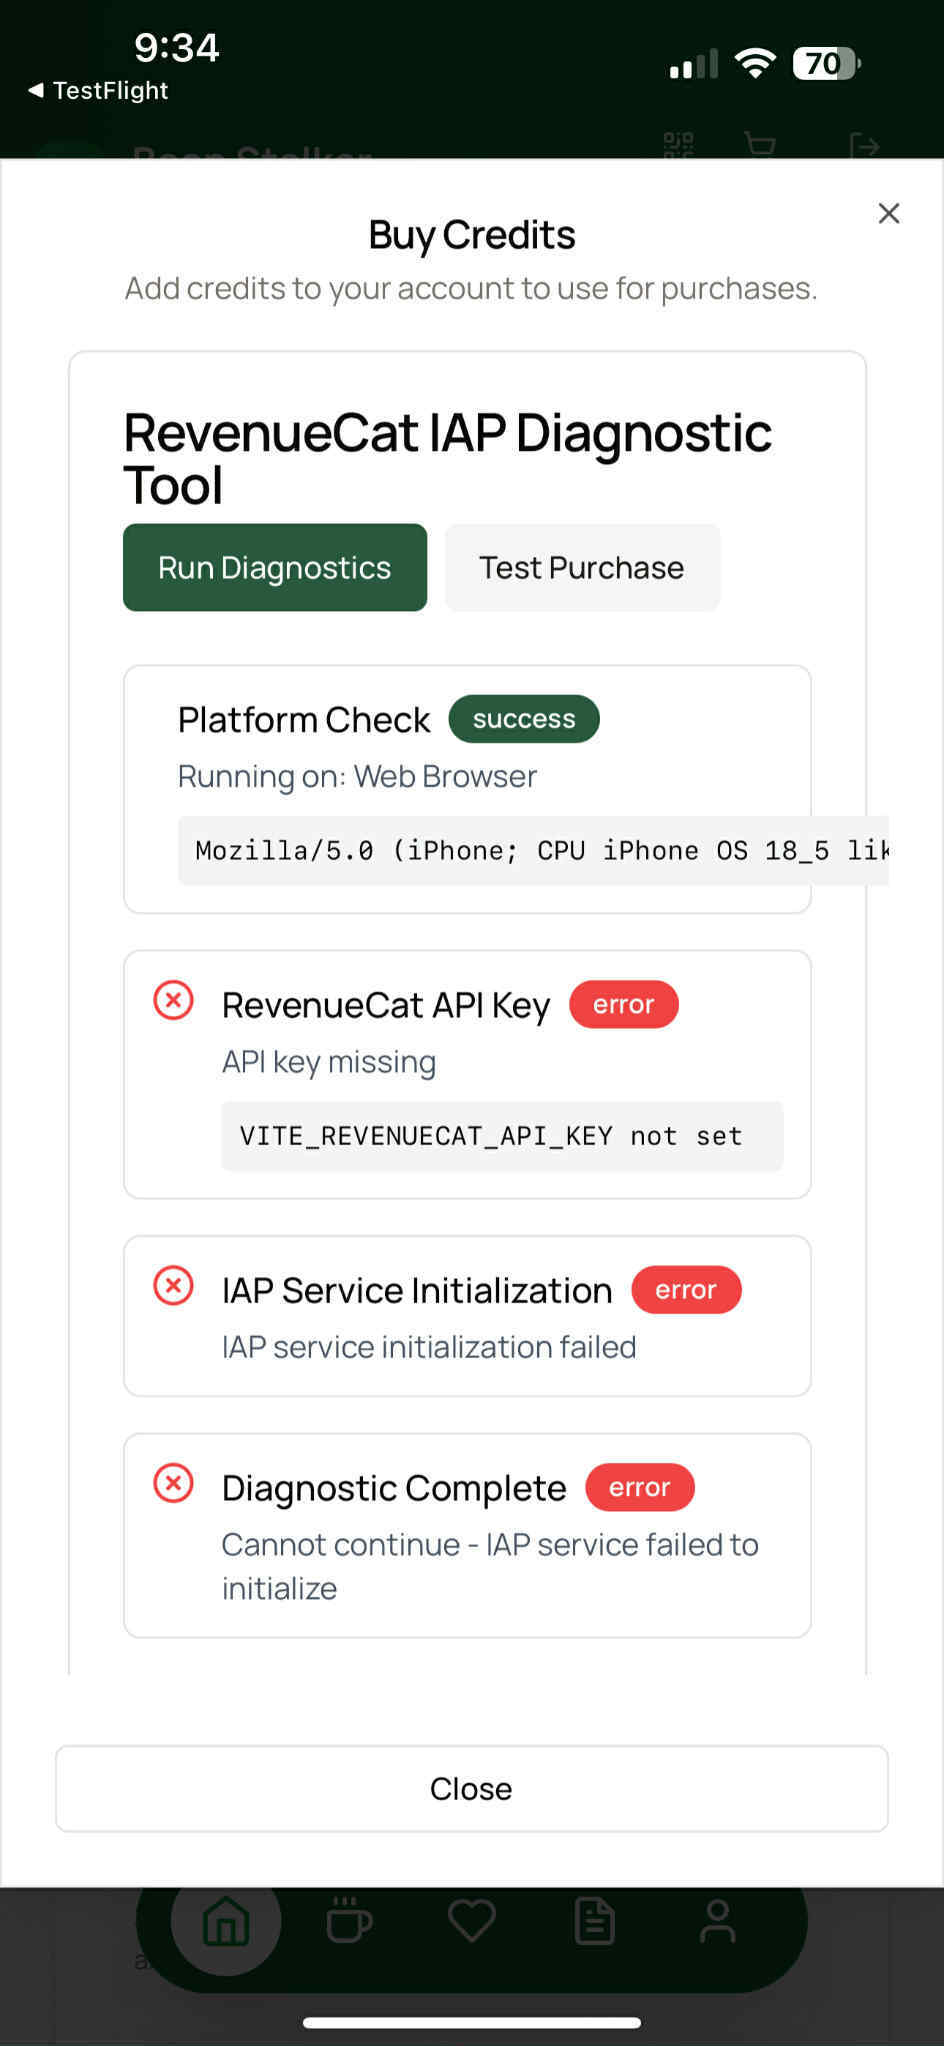 9:34
70
◀ TestFlight
Buy Credits
Add credits to your account to use for purchases.
RevenueCat IAP Diagnostic
Tool
Run Diagnostics
Test Purchase
Platform Check
success
Running on: Web Browser
Mozilla/5.0 (iPhone; CPU iPhone OS 18_5 lik
RevenueCat API Key
error
API key missing
VITE_REVENUECAT_API_KEY not set
IAP Service Initialization
error
IAP service initialization failed
Diagnostic Complete
error
Cannot continue - IAP service failed to
initialize
Close